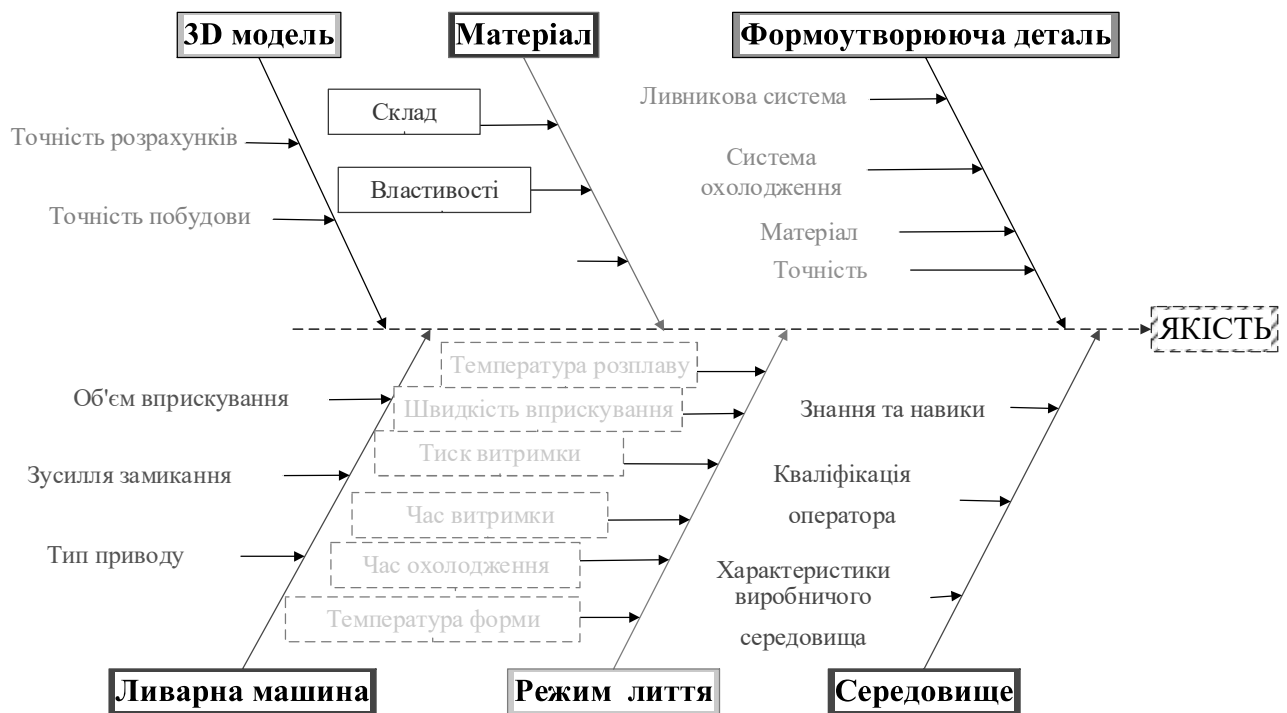 3D модель
Матеріал
Формоутворююча деталь
Точність розрахунків
Точність побудови
Склад
Властивості
Ливникова система
Система
охолодження
Матеріал
Точність
ЯКІСТЬ
Об'єм вприскування
Зусилля замикання
Тип приводу
Температура розплаву
Швидкість вприскування
Тиск витримки
Час витримки
Час охолодження
Температура форми
Знання та навики
Кваліфікація
оператора
Характеристики
виробничого
середовища
Ливарна машина
Режим лиття
Середовище